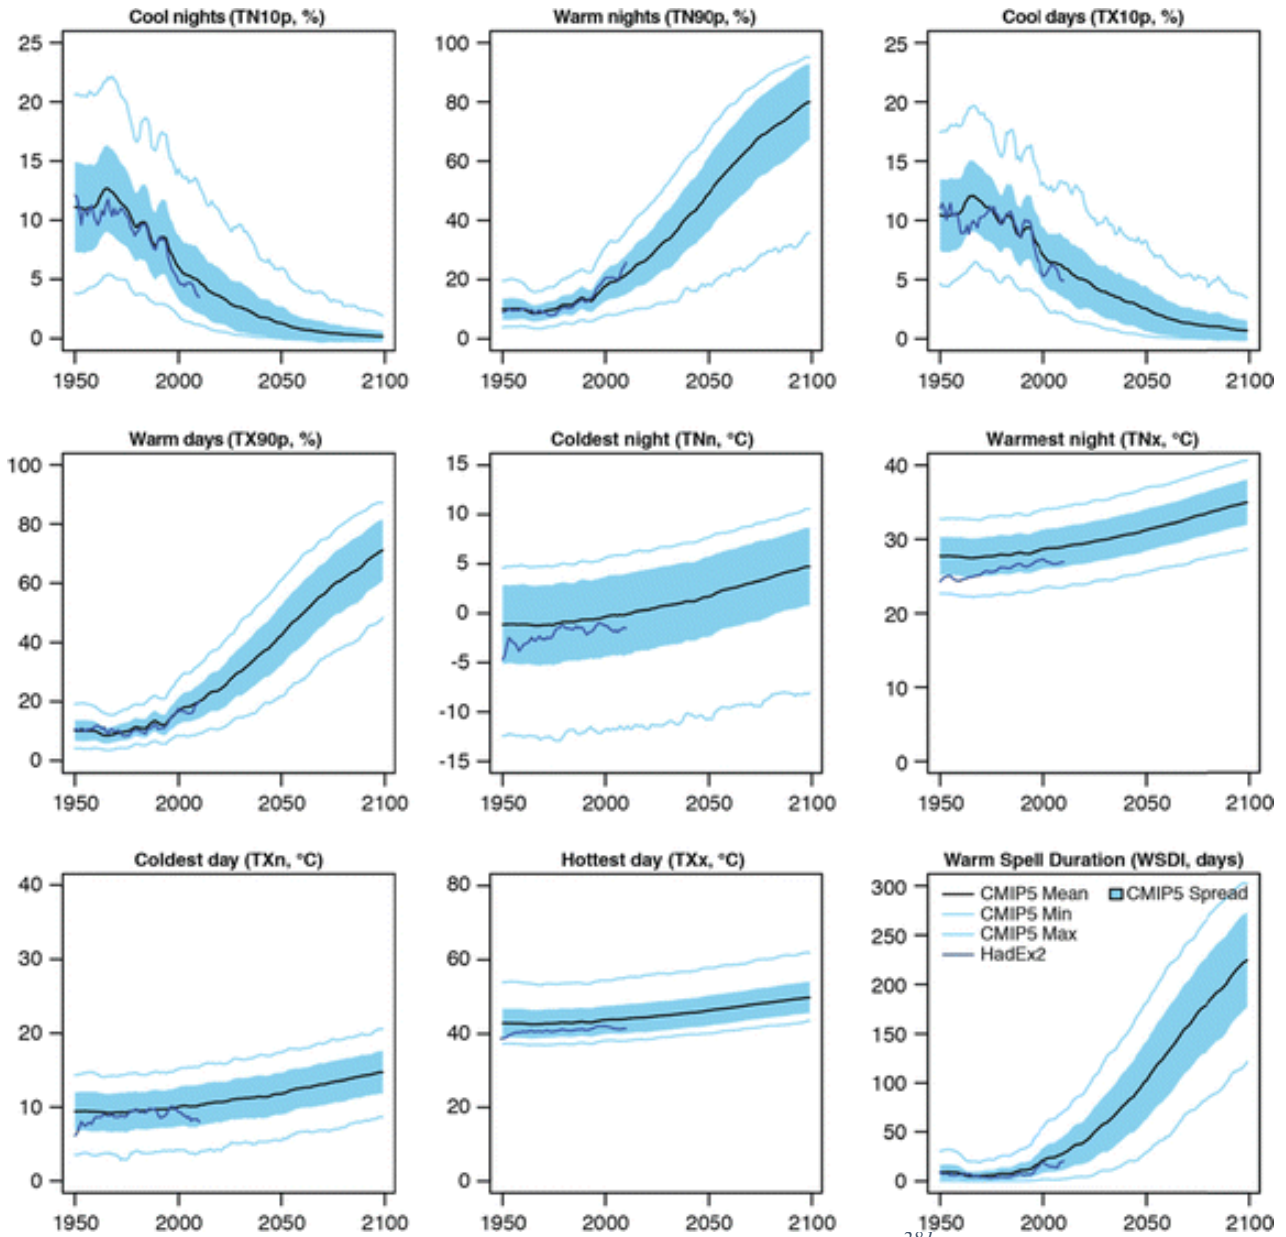 Cool nights (TN10p, %)
Warm nights (TN90p, %)
Cool days (TX10p, %)
25
20
15
10
5
0
1950 2000 2050 2100
100
80
60
40
20
0
1950 2000 2050 2100
25
20
15
10
5
0
1950 2000 2050 2100
Warm days (TX90p, %)
Coldest night (TNn, °C)
Warmest night (TNx, °C)
100
80
60
40
20
0
1950 2000 2050 2100
15
10
5
0
-5
-10
-15
1950 2000 2050 2100
40
30
20
10
0
1950 2000 2050 2100
Coldest day (TXn, °C)
Hottest day (TXx, °C)
Warm Spell Duration (WSDI, days)
40
30
20
10
0
1950 2000 2050 2100
80
60
40
20
0
1950 2000 2050 2100
300
250
200
150
100
50
0
CMIP5 Mean CMIP5 Spread
CMIP5 Min
CMIP5 Max
HadEx2
1950 2000 2050 2100